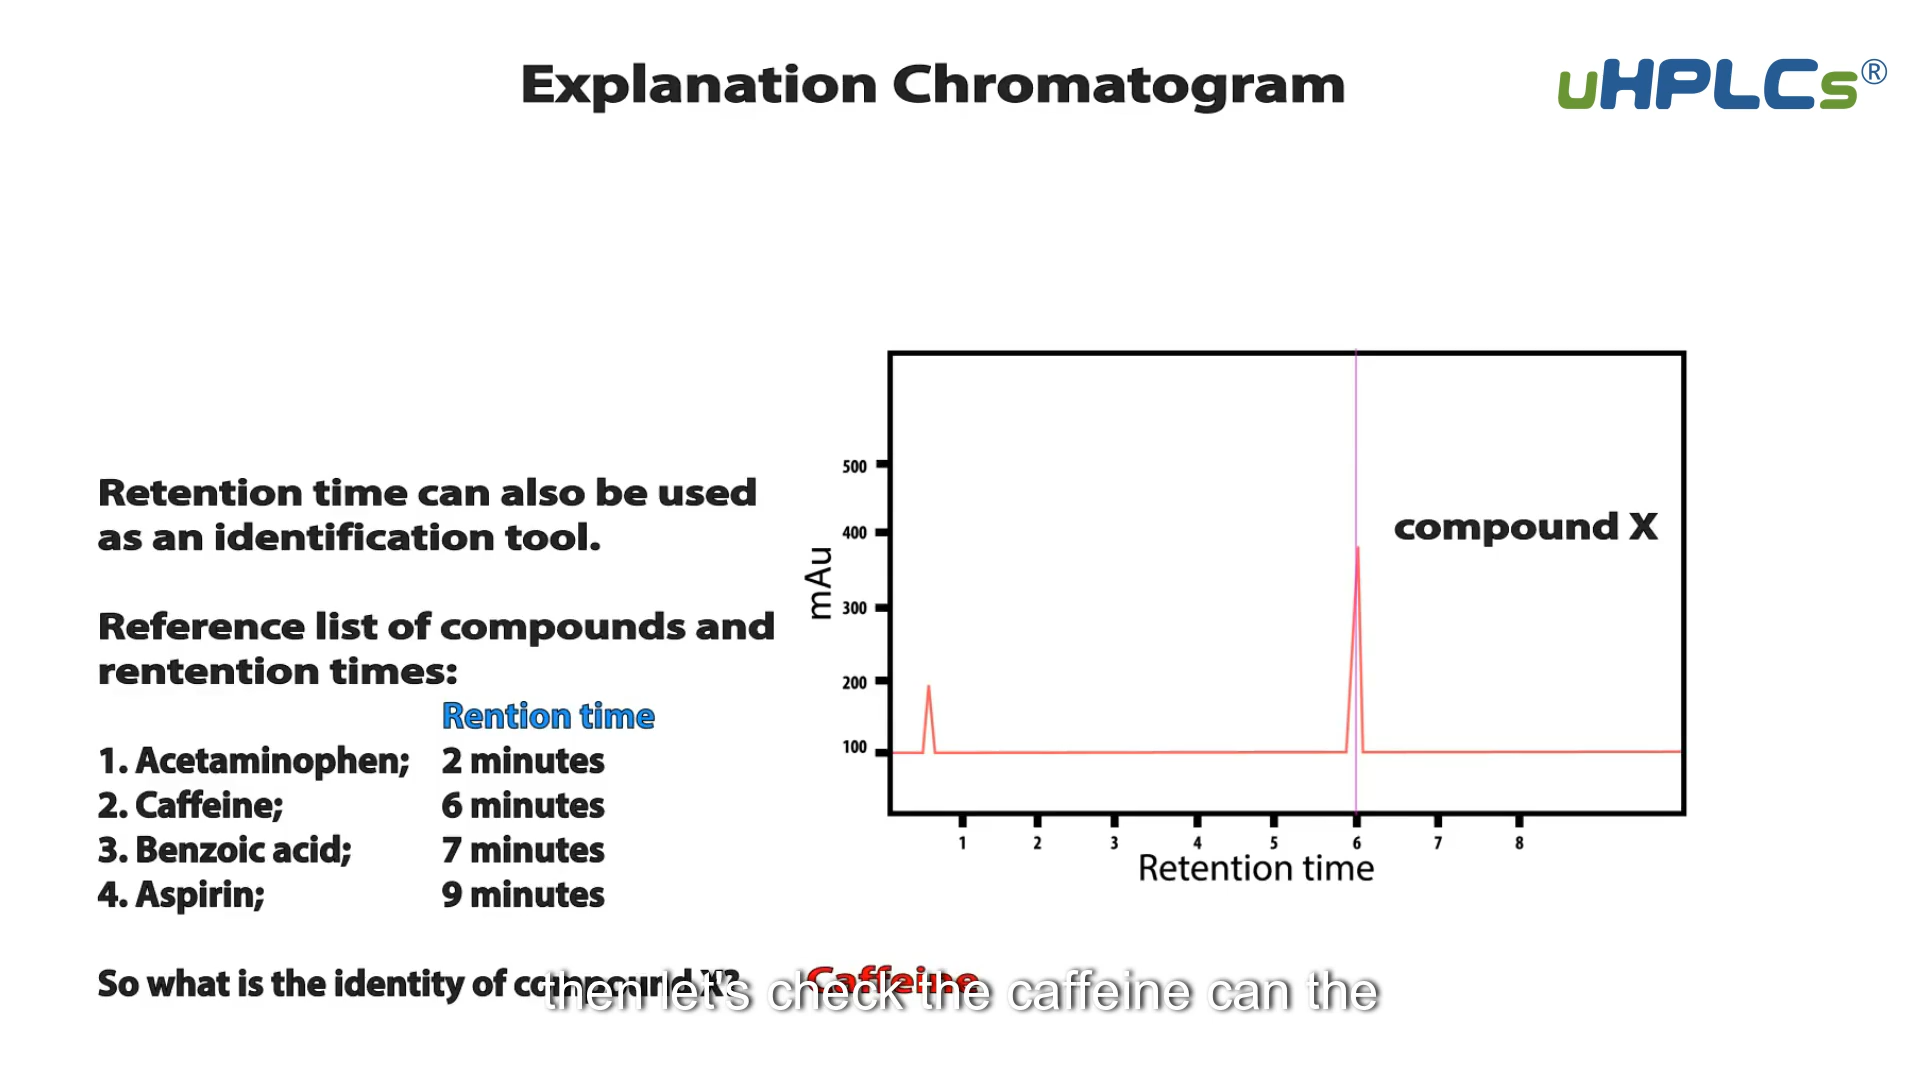 Explanation Chromatogram
uHPLCs®
Retention time can also be used
as an identification tool.
Reference list of compounds and
rentention times:
Rention time
1. Acetaminophen; 2 minutes
2. Caffeine; 6 minutes
3. Benzoic acid; 7 minutes
4. Aspirin; 9 minutes
So what is the identity of compound X? Caffeine
mAu
500
400
300
200
100
compound X
1 2 3 4 5 6 7 8
Retention time
then let's check the caffeine can the